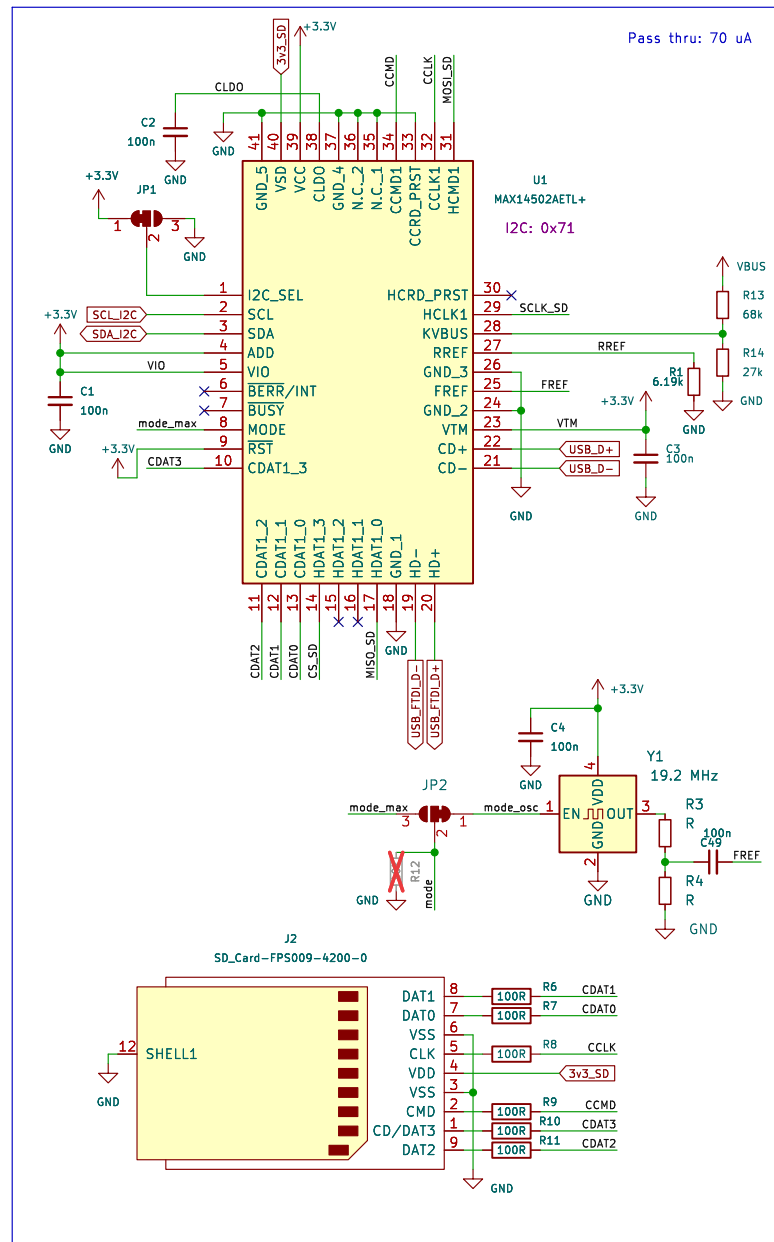 Pass thru: 70 uA
3v3_SD
+3.3V
CLDO
CCMD
CCLK
MOSI_SD
C2
100n
GND
GND
41 40 39 38 37 36 35 34 33 32 31
GND_5 VSD VCC CLDO GND_4 N.C._2 N.C._1 CCMD1 CCRD_PRST CCLK1 HCMD1
U1
MAX14502AETL+
I2C: 0x71
+3.3V
JP1
1 2 3
GND
1 I2C_SEL
SCL_I2C 2 SCL
SDA_I2C 3 SDA
+3.3V
4 ADD
VIO 5 VIO
6 BERR/INT
7 BUSY
mode_max 8 MODE
+3.3V 9 RST
CDAT3 10 CDAT1_3
C1
100n
GND
HCRD_PRST 30
HCLK1 29 SCLK_SD
KVBUS 28
RREF 27 RREF
GND_3 26
FREF 25 FREF
GND_2 24
VTM 23 VTM
CD+ 22 USB_D+
CD- 21 USB_D-
VBUS
R13
68k
R14
27k
GND
R1
6.19k
GND
+3.3V
C3
100n
GND
GND
CDAT1_2 CDAT1_1 CDAT1_0 HDAT1_3 HDAT1_2 HDAT1_1 HDAT1_0 GND_1 HD- HD+
11 12 13 14 15 16 17 18 19 20
CDAT2 CDAT1 CDAT0 CS_SD MISO_SD
GND
USB_FTDI_D-
USB_FTDI_D+
+3.3V
C4
100n
GND
Y1
19.2 MHz
4
VDD
1 EN OUT 3
GND
2
GND
JP2
mode_max 3 2 1 mode_osc
R12
GND
mode
R3
R
100n
C49
FREF
R4
R
GND
J2
SD_Card-FPS009-4200-0
12 SHELL1
GND
DAT1 8 100R R6 CDAT1
DAT0 7 100R R7 CDAT0
VSS 6
CLK 5 100R R8 CCLK
VDD 4 3v3_SD
VSS 3
CMD 2 100R R9 CCMD
CD/DAT3 1 100R R10 CDAT3
DAT2 9 100R R11 CDAT2
GND